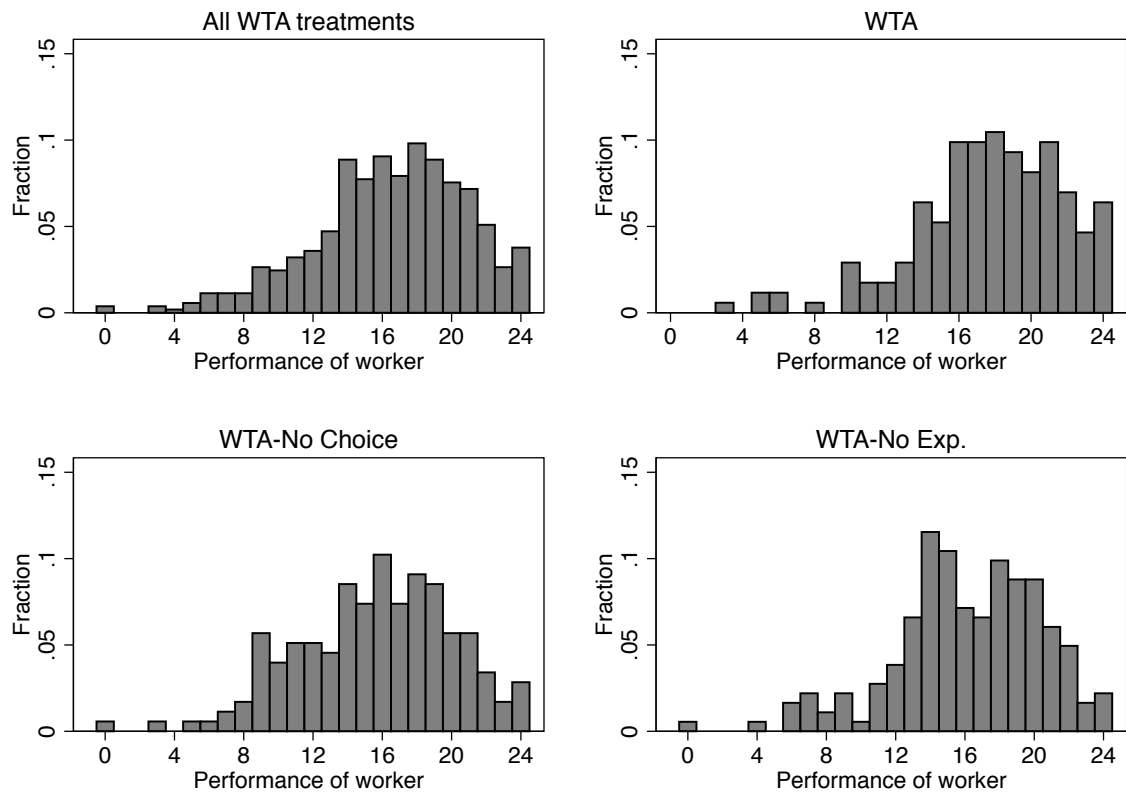 All WTA treatments
Fraction
.15
.1
.05
0
0 4 8 12 16 20 24
Performance of worker
WTA
Fraction
.15
.1
.05
0
0 4 8 12 16 20 24
Performance of worker
WTA-No Choice
Fraction
.15
.1
.05
0
0 4 8 12 16 20 24
Performance of worker
WTA-No Exp.
Fraction
.15
.1
.05
0
0 4 8 12 16 20 24
Performance of worker